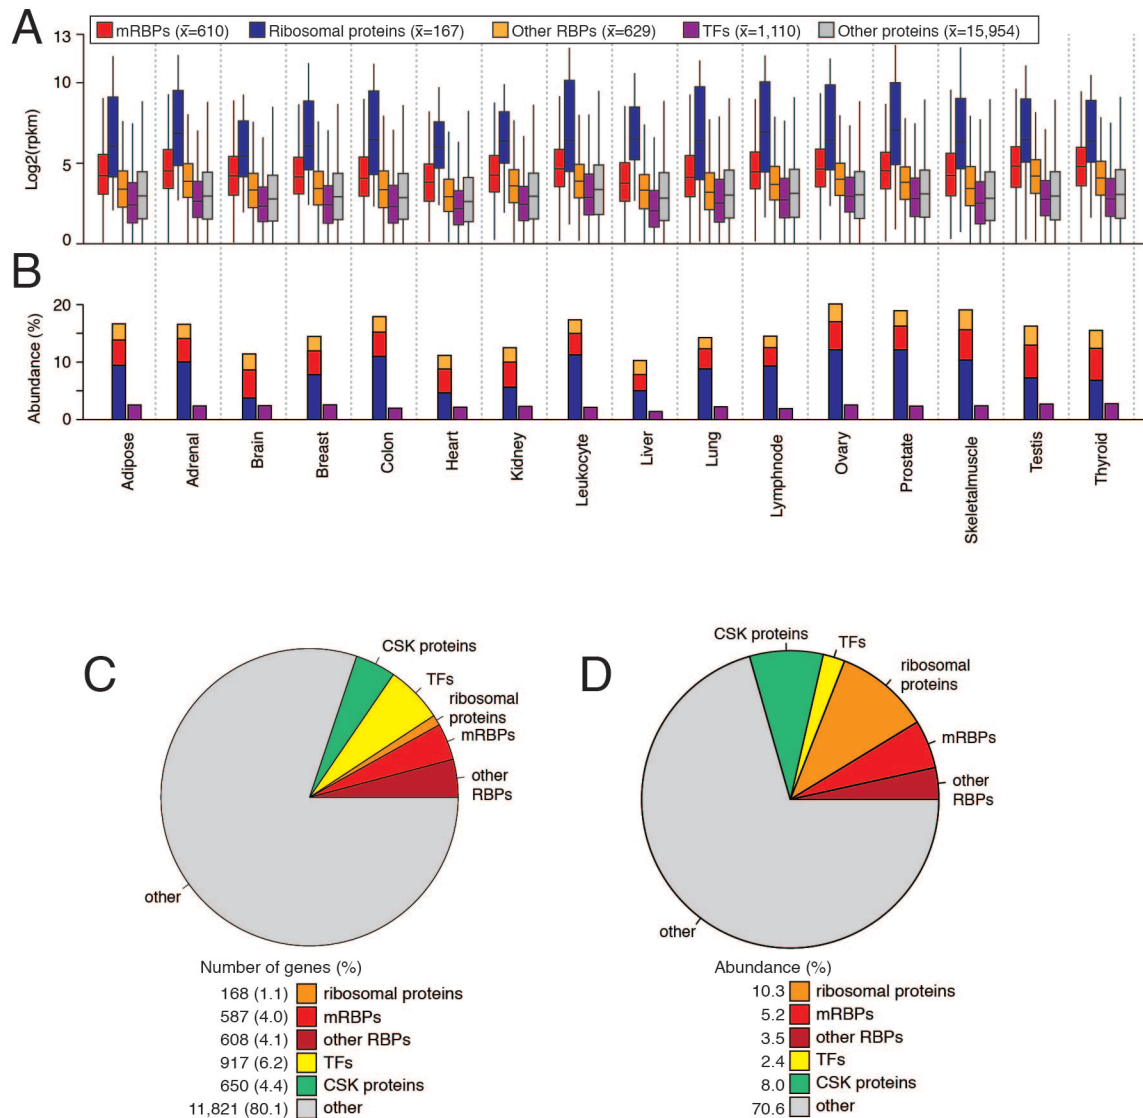 A
mRBPs (x̄=610) Ribosomal proteins (x̄=167) Other RBPs (x̄=629) TFs (x̄=1,110) Other proteins (x̄=15,954)
13
10
5
0
Log2(rpkm)
B
20
10
0
Abundance (%)
Adipose
Adrenal
Brain
Breast
Colon
Heart
Kidney
Leukocyte
Liver
Lung
Lymphnode
Ovary
Prostate
Skeletalmuscle
Testis
Thyroid
C
CSK proteins
TFs
ribosomal
proteins
mRBPs
other
RBPs
other
Number of genes (%)
168 (1.1) ribosomal proteins
587 (4.0) mRBPs
608 (4.1) other RBPs
917 (6.2) TFs
650 (4.4) CSK proteins
11,821 (80.1) other
D
CSK proteins
TFs
ribosomal
proteins
mRBPs
other
RBPs
other
Abundance (%)
10.3 ribosomal proteins
5.2 mRBPs
3.5 other RBPs
2.4 TFs
8.0 CSK proteins
70.6 other